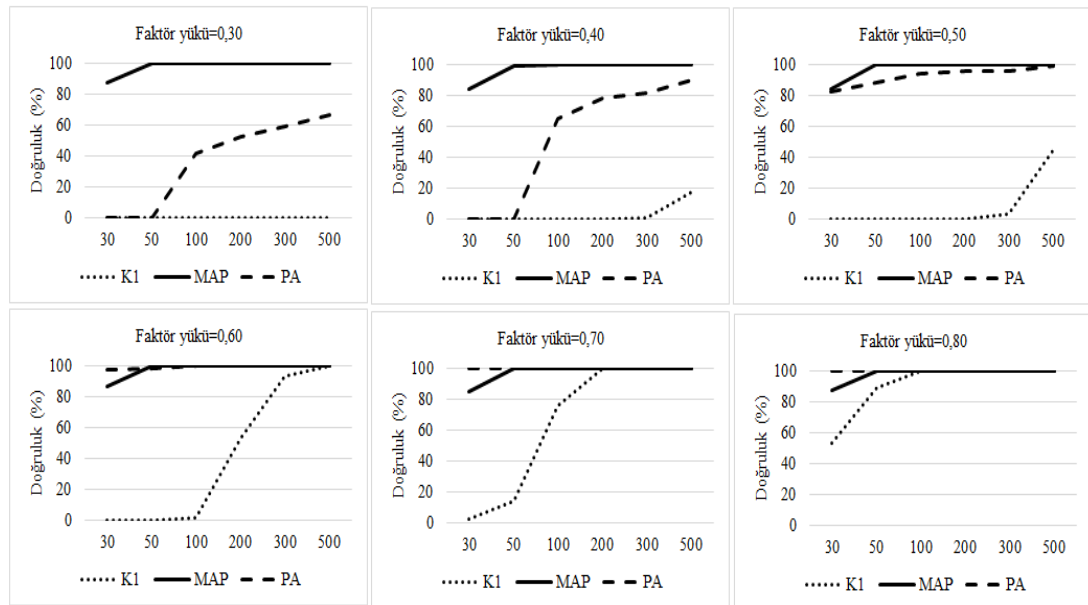 Faktör yükü=0,30
Doğruluk (%)
100
80
60
40
20
0
30 50 100 200 300 500
K1 MAP PA
Faktör yükü=0,40
Doğruluk (%)
100
80
60
40
20
0
30 50 100 200 300 500
K1 MAP PA
Faktör yükü=0,50
Doğruluk (%)
100
80
60
40
20
0
30 50 100 200 300 500
K1 MAP PA
Faktör yükü=0,60
Doğruluk (%)
100
80
60
40
20
0
30 50 100 200 300 500
K1 MAP PA
Faktör yükü=0,70
Doğruluk (%)
100
80
60
40
20
0
30 50 100 200 300 500
K1 MAP PA
Faktör yükü=0,80
Doğruluk (%)
100
80
60
40
20
0
30 50 100 200 300 500
K1 MAP PA